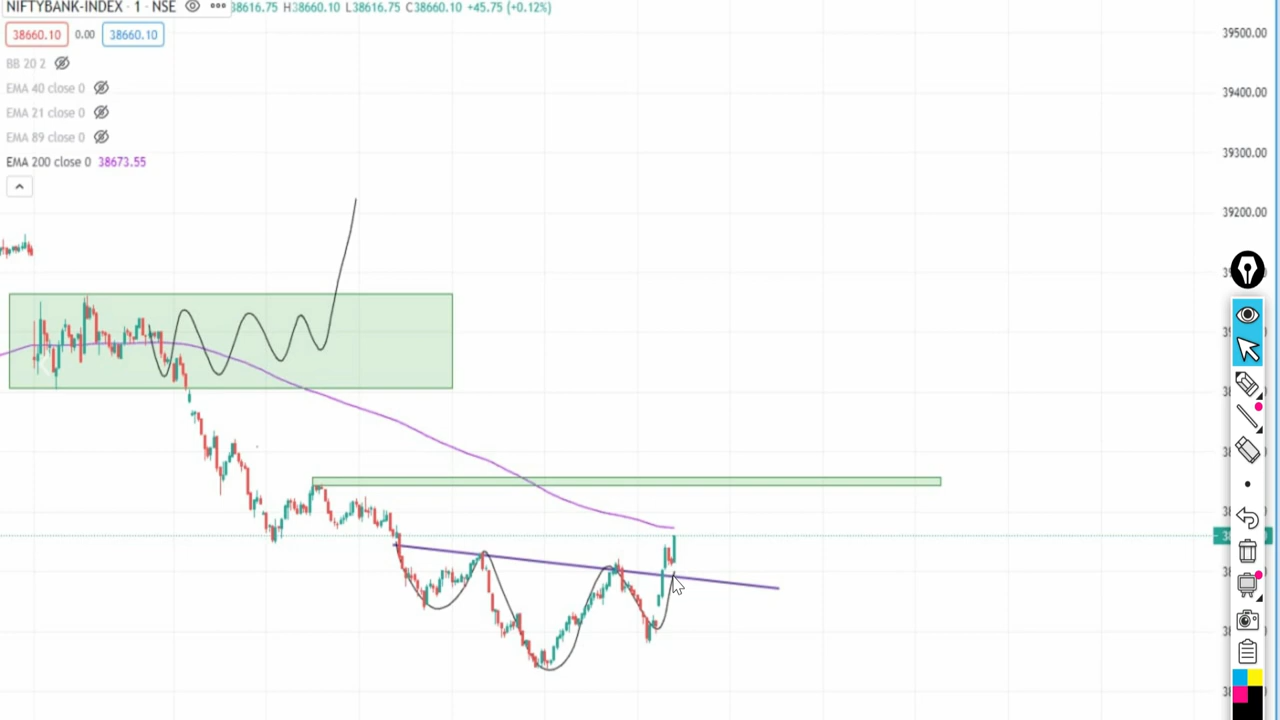 NIFTYBANK-INDEX · 1 · NSE 38616.75 H38660.10 L38616.75 C38660.10 +45.75 (+0.12%)
38660.10 0.00 38660.10
BB 20 2
EMA 40 close 0
EMA 21 close 0
EMA 89 close 0
EMA 200 close 0 38673.55
39500.00
39400.00
39300.00
39200.00